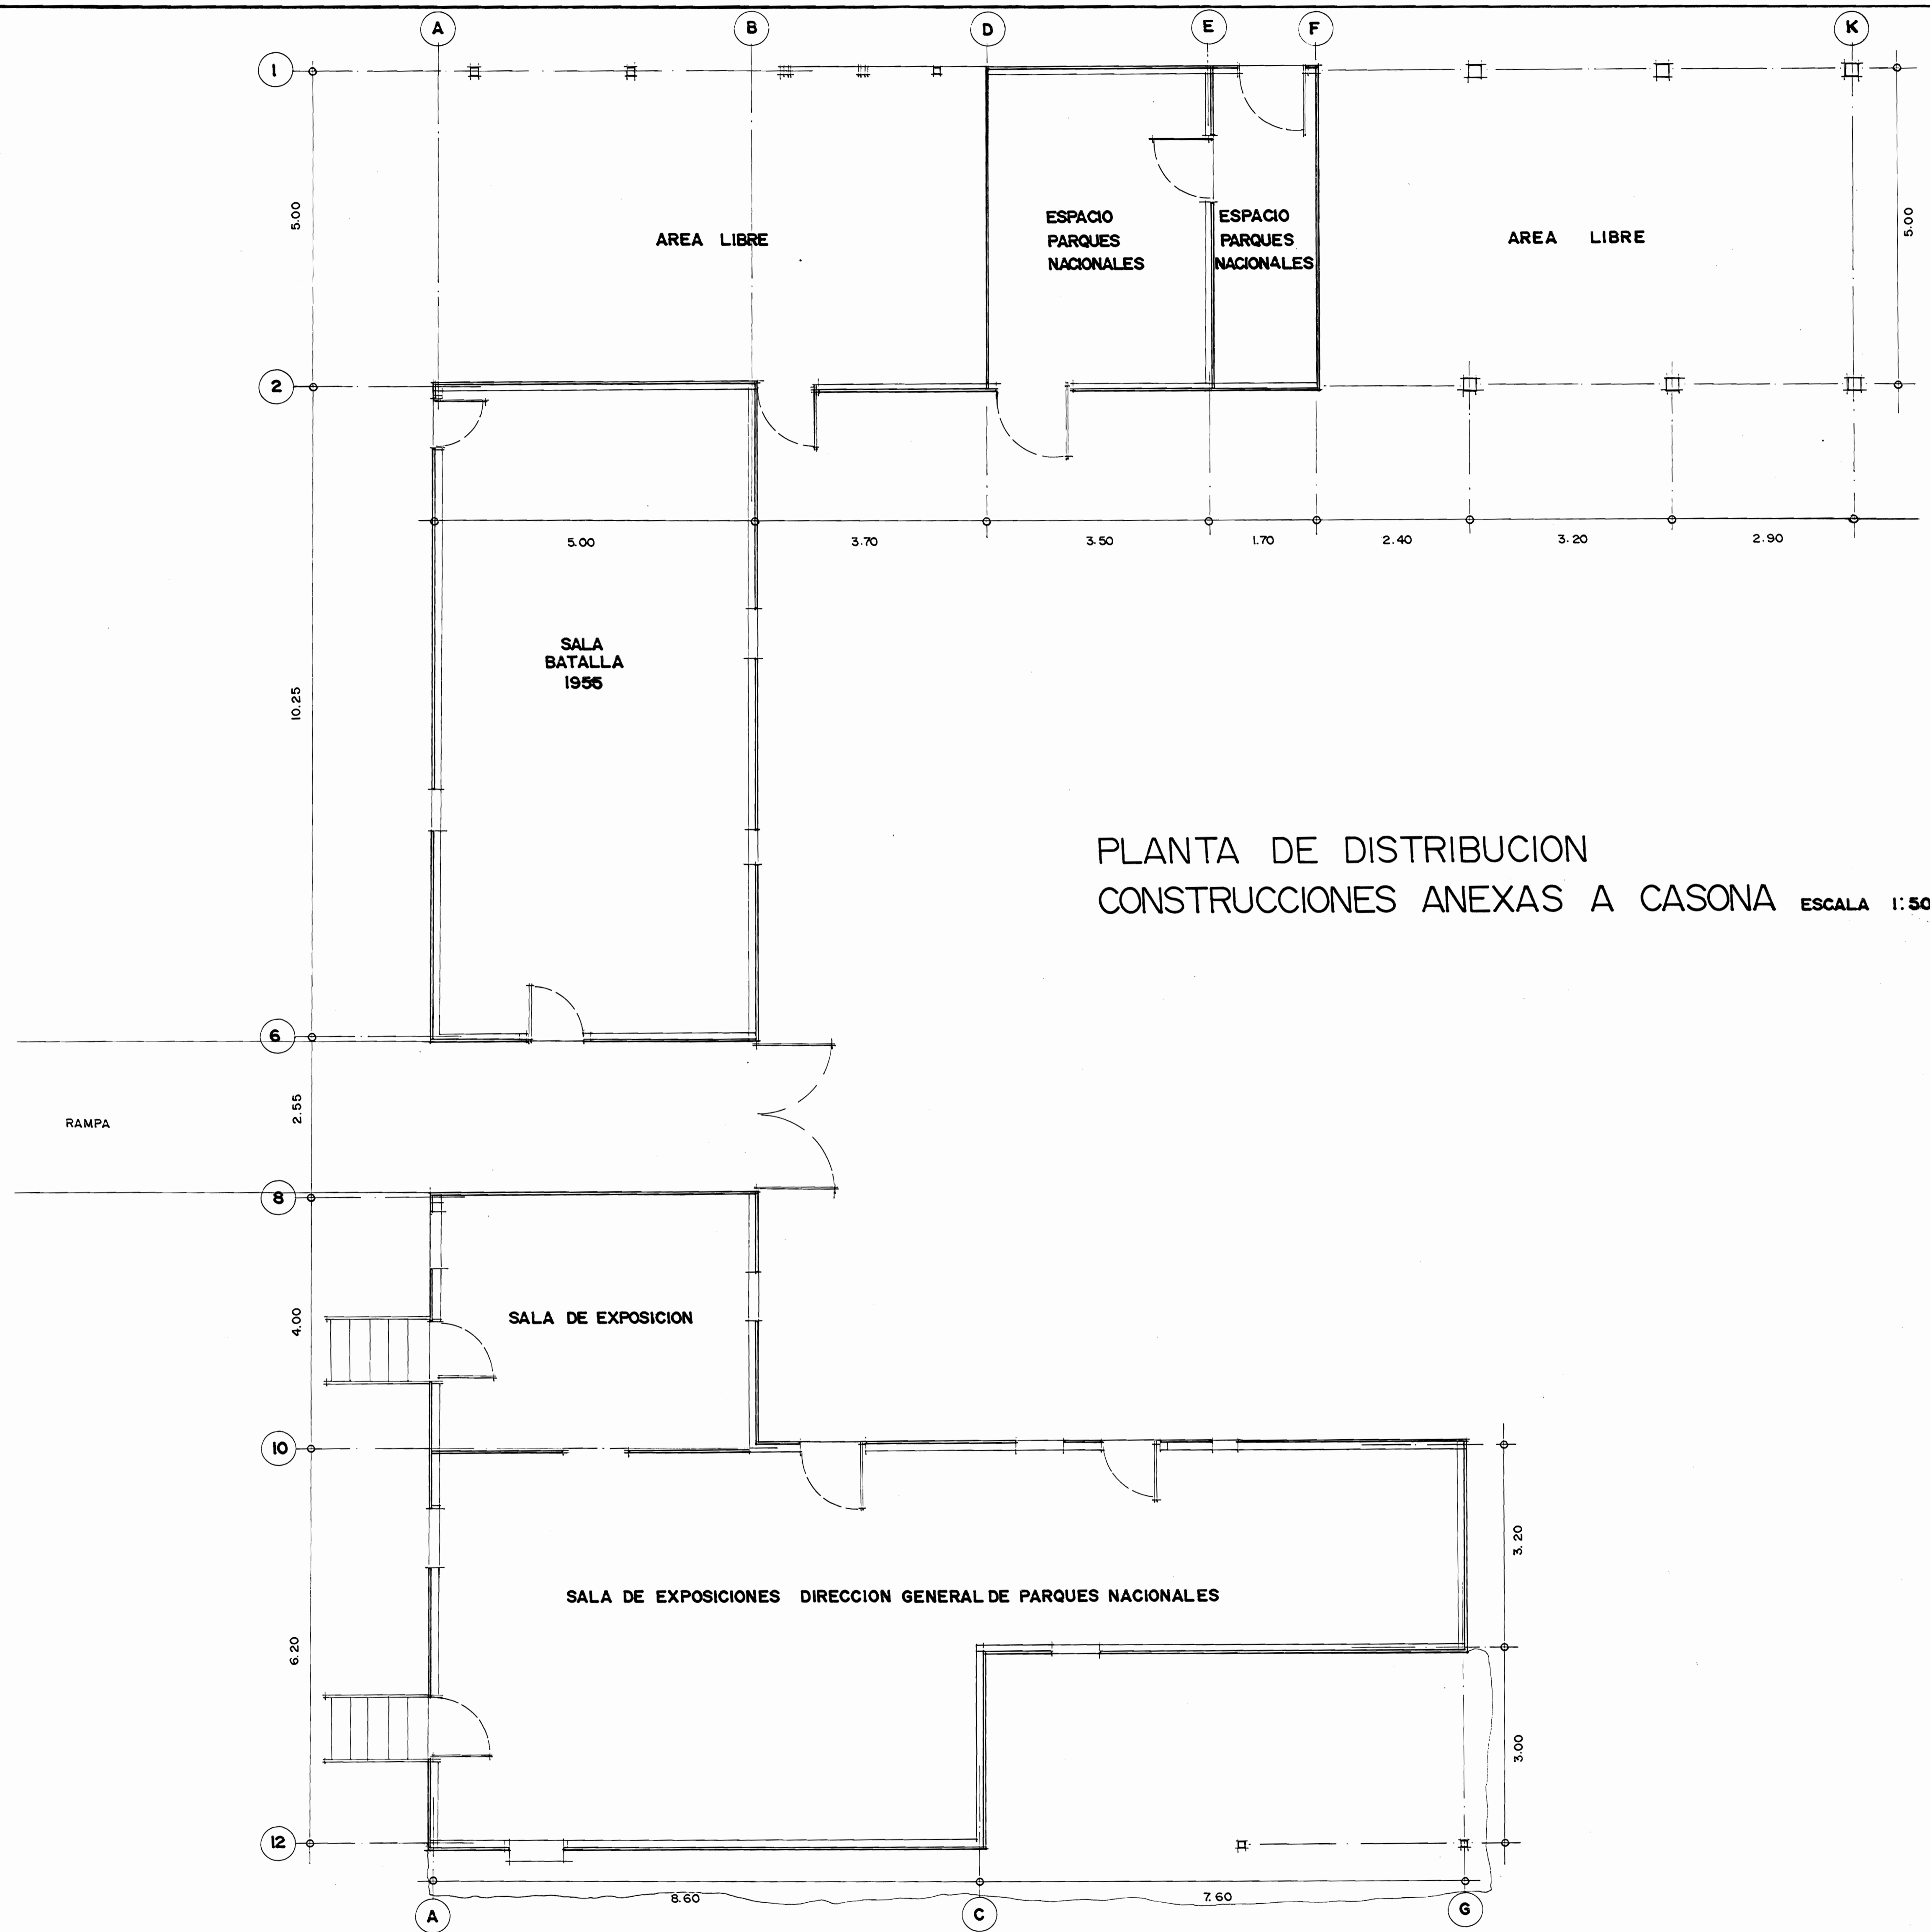 A B D E F K
1
5.00
AREA LIBRE
ESPACIO
PARQUES
NACIONALES
ESPACIO
PARQUES
NACIONALES
AREA LIBRE
5.00
2
5.00 3.70 3.50 1.70 2.40 3.20 2.90
SALA
BATALLA
1955
10.25
PLANTA DE DISTRIBUCION
CONSTRUCCIONES ANEXAS A CASONA ESCALA 1:50
6
2.55
RAMPA
8
4.00
SALA DE EXPOSICION
10
3.20
SALA DE EXPOSICIONES DIRECCION GENERAL DE PARQUES NACIONALES
6.20
3.00
12
8.60 7.60
A C G